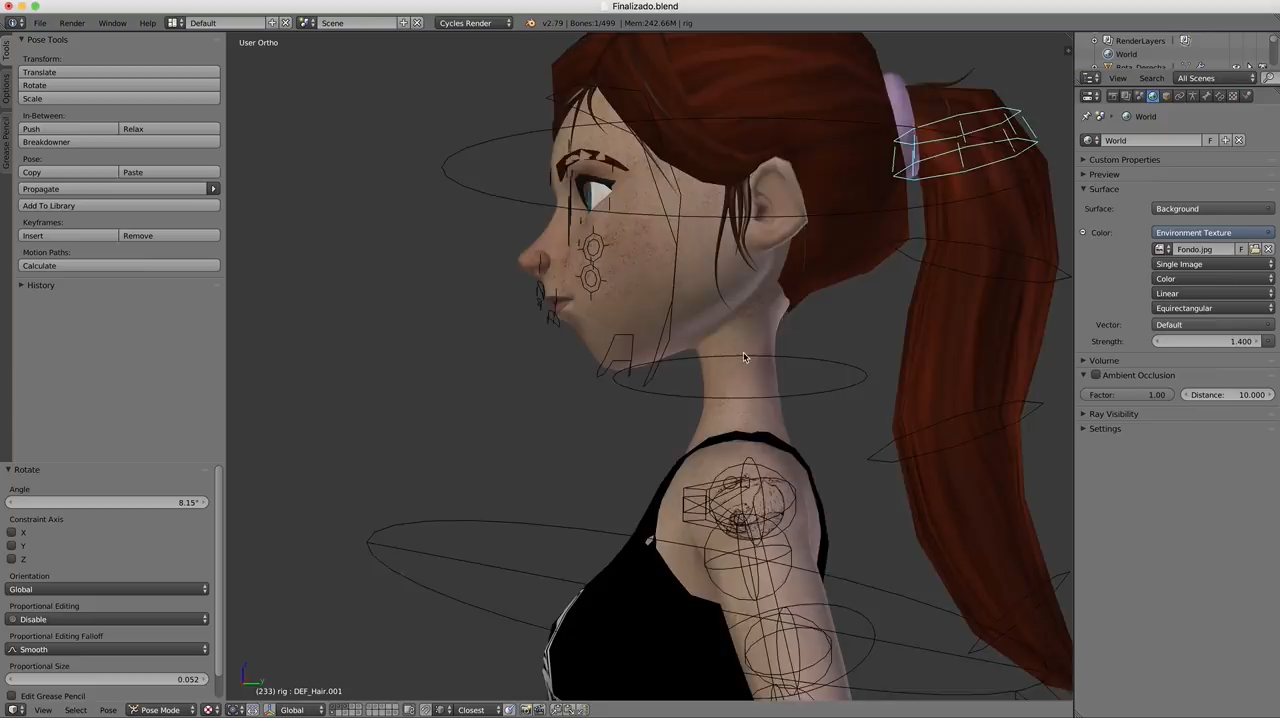 Finalizado.blend
File Render Window Help Default Scene Cycles Render v2.79 | Bones:1/499 | Mem:242.66M | rig
Tools
Options
Grease Pencil
Pose Tools
Transform:
Translate
Rotate
Scale
In-Between:
Push Relax
Breakdowner
Pose:
Copy Paste
Propagate
Add To Library
Keyframes:
Insert Remove
Motion Paths:
Calculate
History
Rotate
Angle
8.15°
Constraint Axis
X
Y
Z
Orientation
Global
Proportional Editing
Disable
Proportional Editing Falloff
Smooth
Proportional Size
0.052
Edit Grease Pencil
User Ortho
(233) rig : DEF_Hair.001
View Select Pose Pose Mode Global Closest
RenderLayers
World
View Search All Scenes
World
World F
Custom Properties
Preview
Surface
Surface: Background
Color: Environment Texture
Fondo.jpg F
Single Image
Color
Linear
Equirectangular
Vector: Default
Strength: 1.400
Volume
Ambient Occlusion
Factor: 1.00 Distance: 10.000
Ray Visibility
Settings